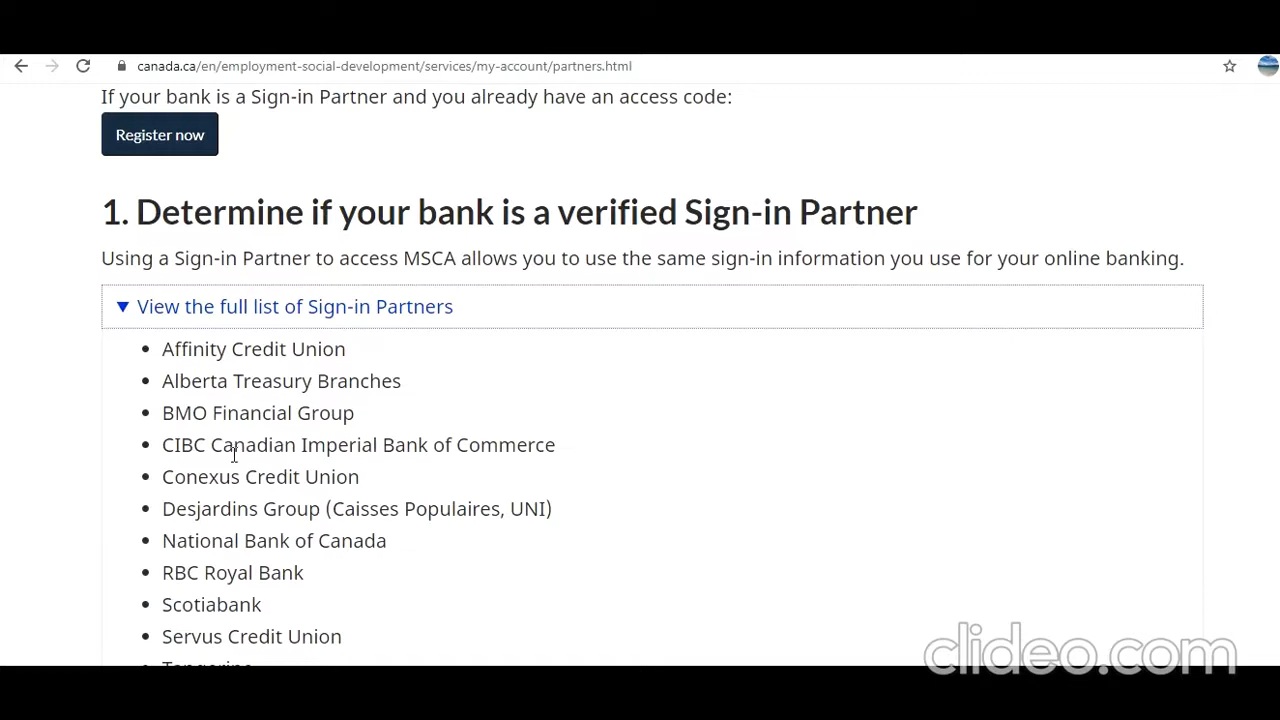 canada.ca/en/employment-social-development/services/my-account/partners.html
If your bank is a Sign-in Partner and you already have an access code:
Register now
1. Determine if your bank is a verified Sign-in Partner
Using a Sign-in Partner to access MSCA allows you to use the same sign-in information you use for your online banking.
View the full list of Sign-in Partners
Affinity Credit Union
Alberta Treasury Branches
BMO Financial Group
CIBC Canadian Imperial Bank of Commerce
Conexus Credit Union
Desjardins Group (Caisses Populaires, UNI)
National Bank of Canada
RBC Royal Bank
Scotiabank
Servus Credit Union
Tangerine
clideo.com